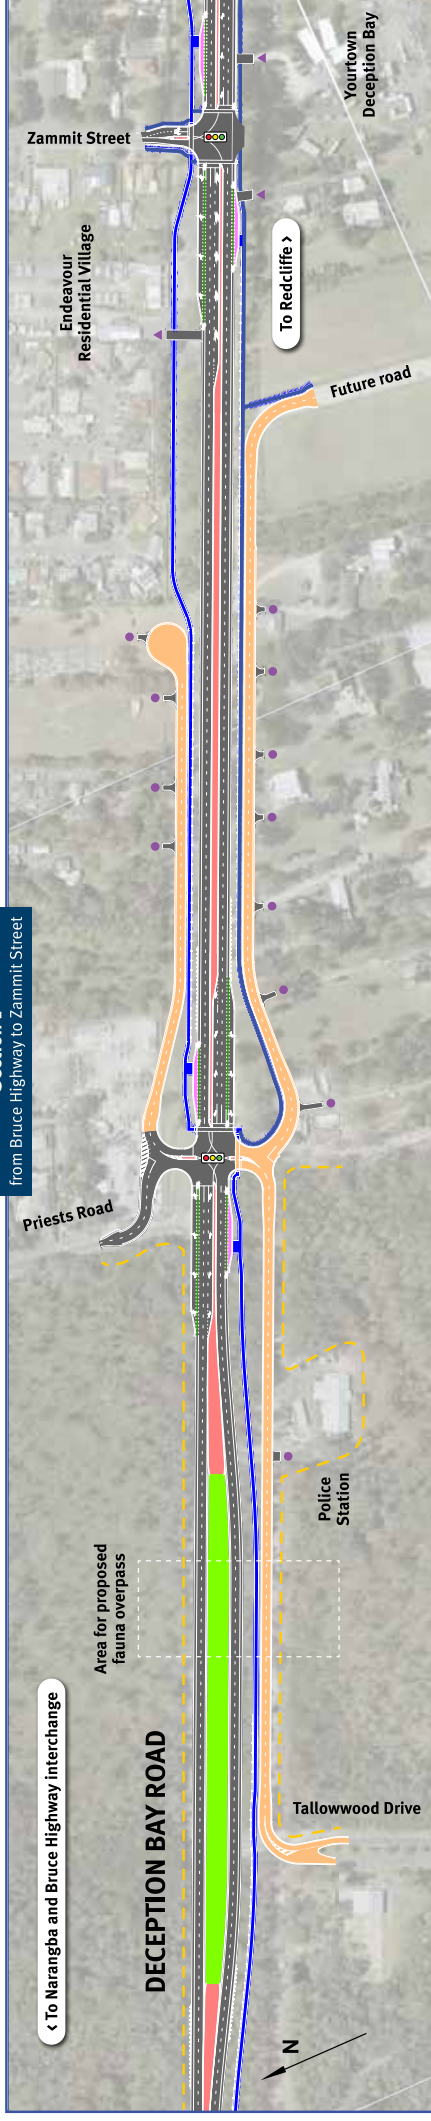 Yourtown
Deception Bay
Zammit Street
Endeavour
Residential Village
To Redcliffe >
Future road
from Bruce Highway to Zammit Street
Priests Road
Police
Station
Area for proposed
fauna overpass
< To Narangba and Bruce Highway interchange
DECEPTION BAY ROAD
Tallowwood Drive
N